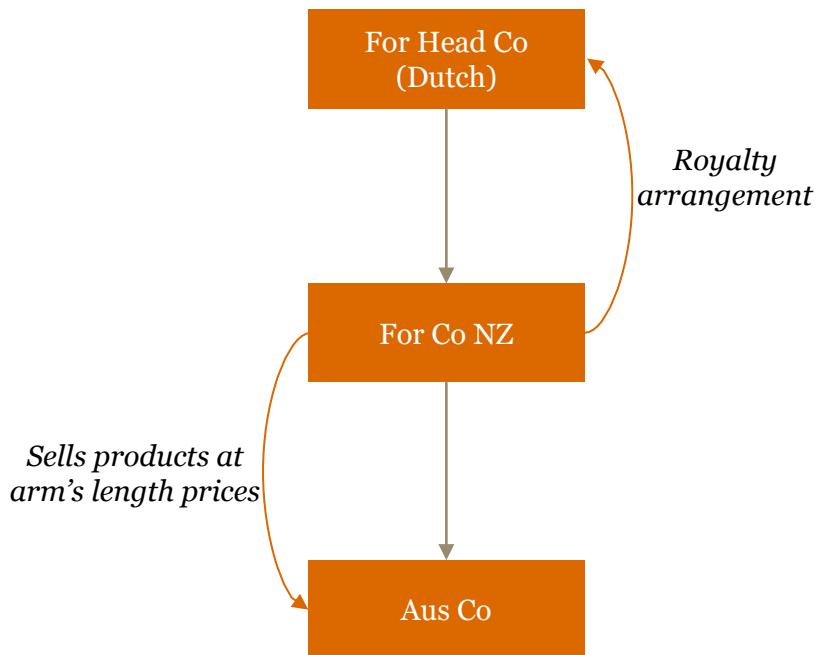 For Head Co
(Dutch)
Royalty
arrangement
For Co NZ
Sells products at
arm’s length prices
Aus Co